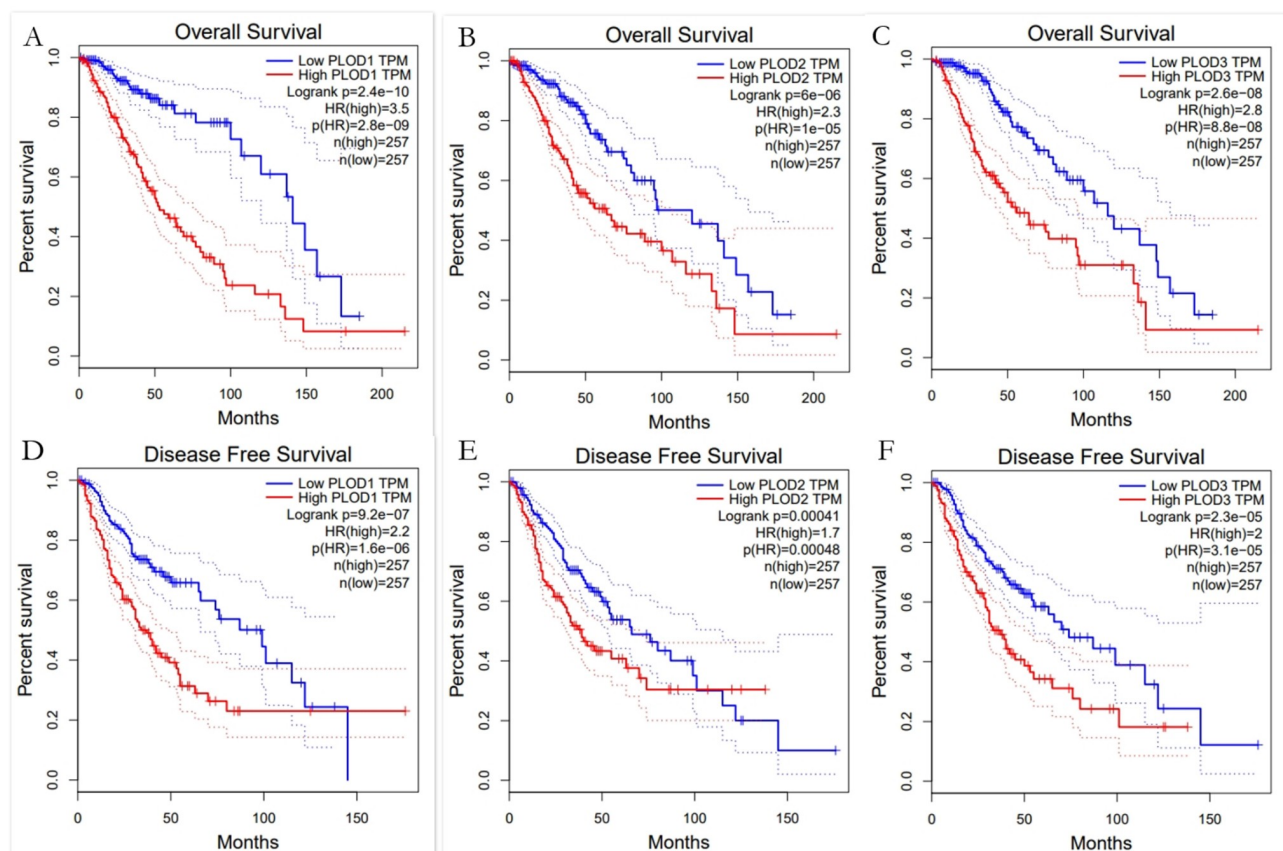 A
Overall Survival
Low PLOD1 TPM
High PLOD1 TPM
Logrank p=2.4e-10
HR(high)=3.5
p(HR)=2.8e-09
n(high)=257
n(low)=257
Percent survival
0.0 0.2 0.4 0.6 0.8 1.0
0 50 100 150 200
Months
B
Overall Survival
Low PLOD2 TPM
High PLOD2 TPM
Logrank p=6e-06
HR(high)=2.3
p(HR)=1e-05
n(high)=257
n(low)=257
Percent survival
0.0 0.2 0.4 0.6 0.8 1.0
0 50 100 150 200
Months
C
Overall Survival
Low PLOD3 TPM
High PLOD3 TPM
Logrank p=2.6e-08
HR(high)=2.8
p(HR)=8.8e-08
n(high)=257
n(low)=257
Percent survival
0.0 0.2 0.4 0.6 0.8 1.0
0 50 100 150 200
Months
D
Disease Free Survival
Low PLOD1 TPM
High PLOD1 TPM
Logrank p=9.2e-07
HR(high)=2.2
p(HR)=1.6e-06
n(high)=257
n(low)=257
Percent survival
0.0 0.2 0.4 0.6 0.8 1.0
0 50 100 150
Months
E
Disease Free Survival
Low PLOD2 TPM
High PLOD2 TPM
Logrank p=0.00041
HR(high)=1.7
p(HR)=0.00048
n(high)=257
n(low)=257
Percent survival
0.0 0.2 0.4 0.6 0.8 1.0
0 50 100 150
Months
F
Disease Free Survival
Low PLOD3 TPM
High PLOD3 TPM
Logrank p=2.3e-05
HR(high)=2
p(HR)=3.1e-05
n(high)=257
n(low)=257
Percent survival
0.0 0.2 0.4 0.6 0.8 1.0
0 50 100 150
Months